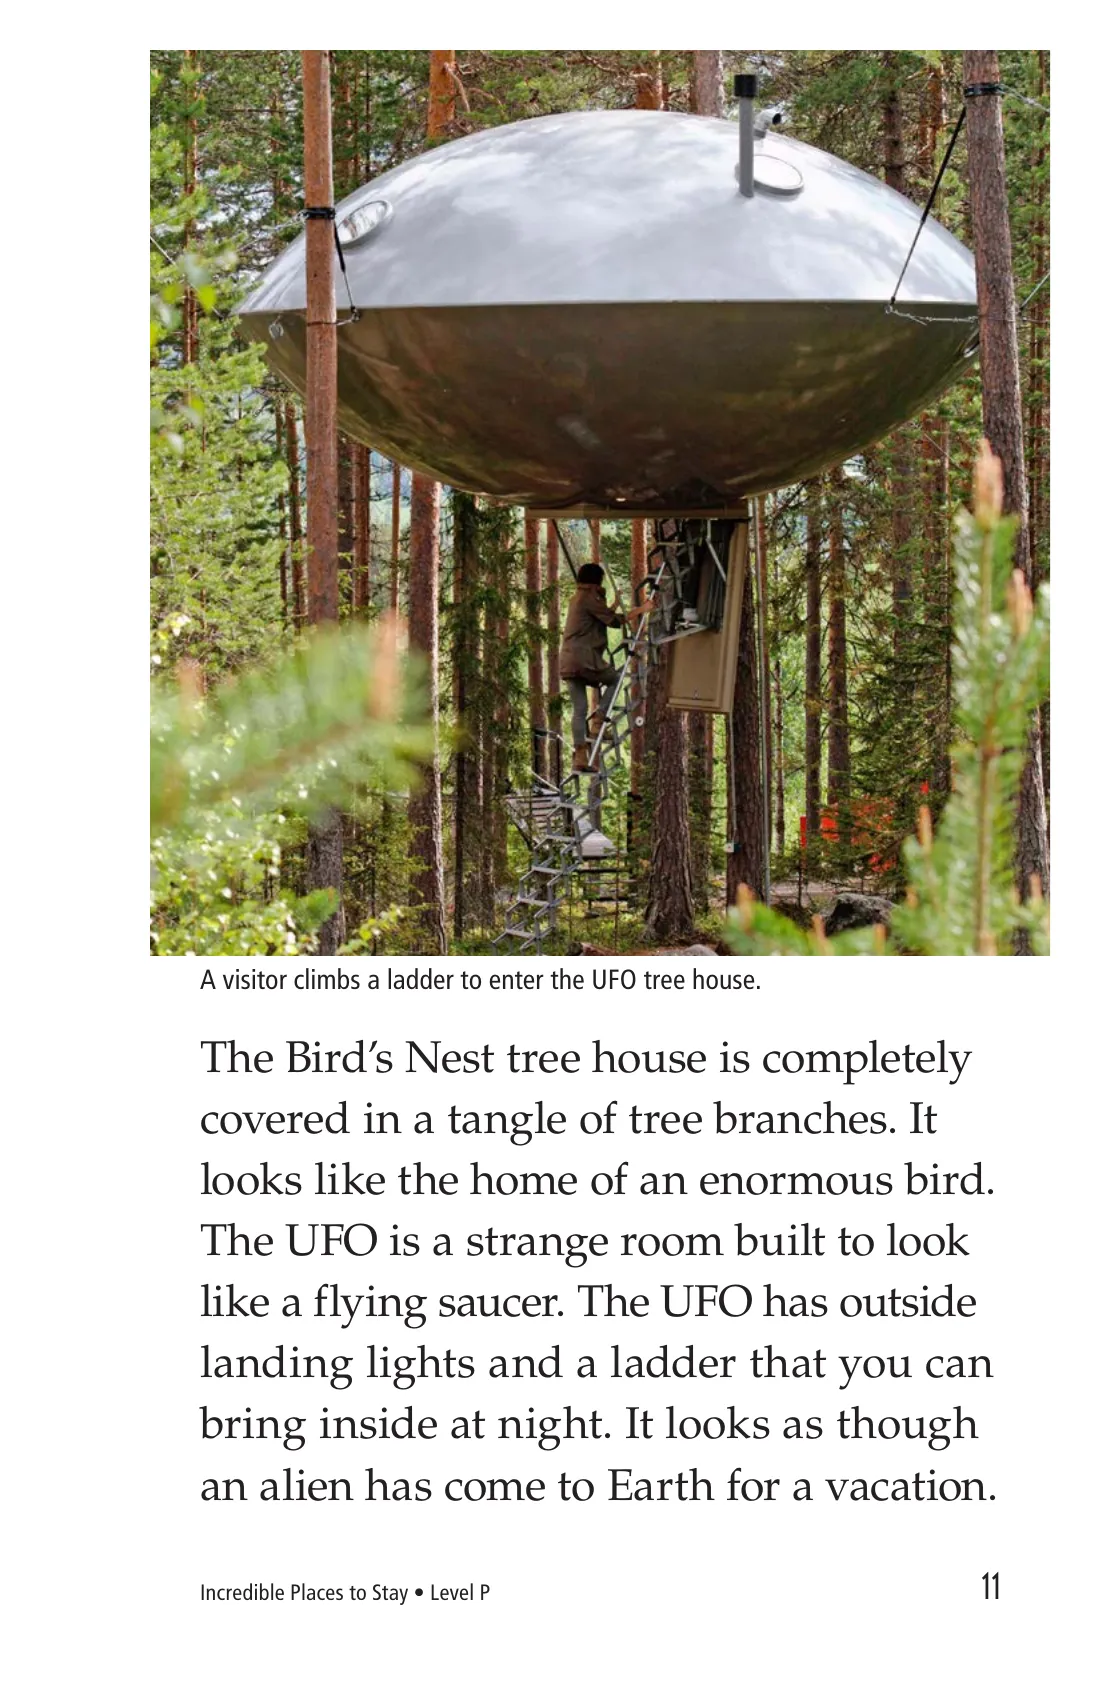 A visitor climbs a ladder to enter the UFO tree house.
The Bird’s Nest tree house is completely
covered in a tangle of tree branches. It
looks like the home of an enormous bird.
The UFO is a strange room built to look
like a flying saucer. The UFO has outside
landing lights and a ladder that you can
bring inside at night. It looks as though
an alien has come to Earth for a vacation.
Incredible Places to Stay • Level P
11